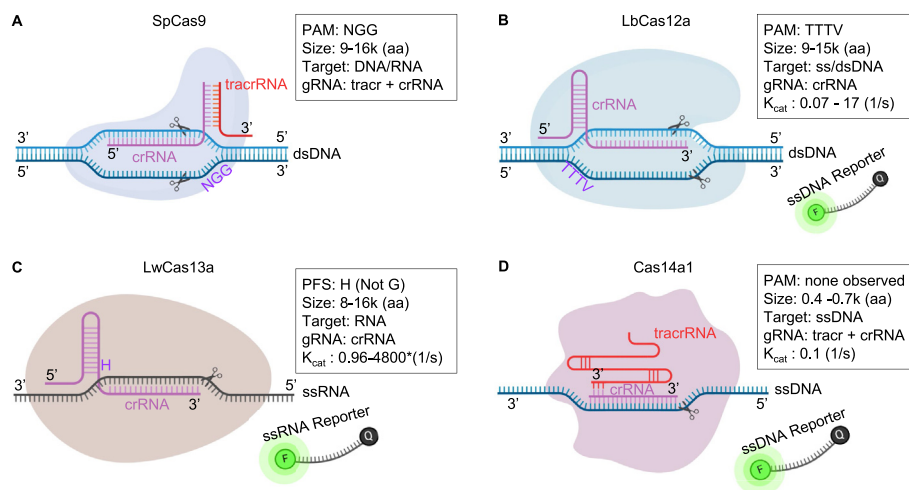 A
SpCas9
PAM: NGG
Size: 9-16k (aa)
Target: DNA/RNA
gRNA: tracr + crRNA
tracrRNA
3’
3’
5’
5’
crRNA
dsDNA
5’
NGG
3’
B
LbCas12a
PAM: TTTV
Size: 9-15k (aa)
Target: ss/dsDNA
gRNA: crRNA
Kcat : 0.07 - 17 (1/s)
crRNA
5’
3’
5’
3’
dsDNA
5’
TTTV
3’
ssDNA Reporter
F
Q
C
LwCas13a
PFS: H (Not G)
Size: 8-16k (aa)
Target: RNA
gRNA: crRNA
Kcat : 0.96-4800*(1/s)
H
5’
3’
5’
crRNA
3’
ssRNA
ssRNA Reporter
F
Q
D
Cas14a1
PAM: none observed
Size: 0.4 -0.7k (aa)
Target: ssDNA
gRNA: tracr + crRNA
Kcat : 0.1 (1/s)
tracrRNA
3’
3’
crRNA
ssDNA
3’
5’
ssDNA Reporter
F
Q